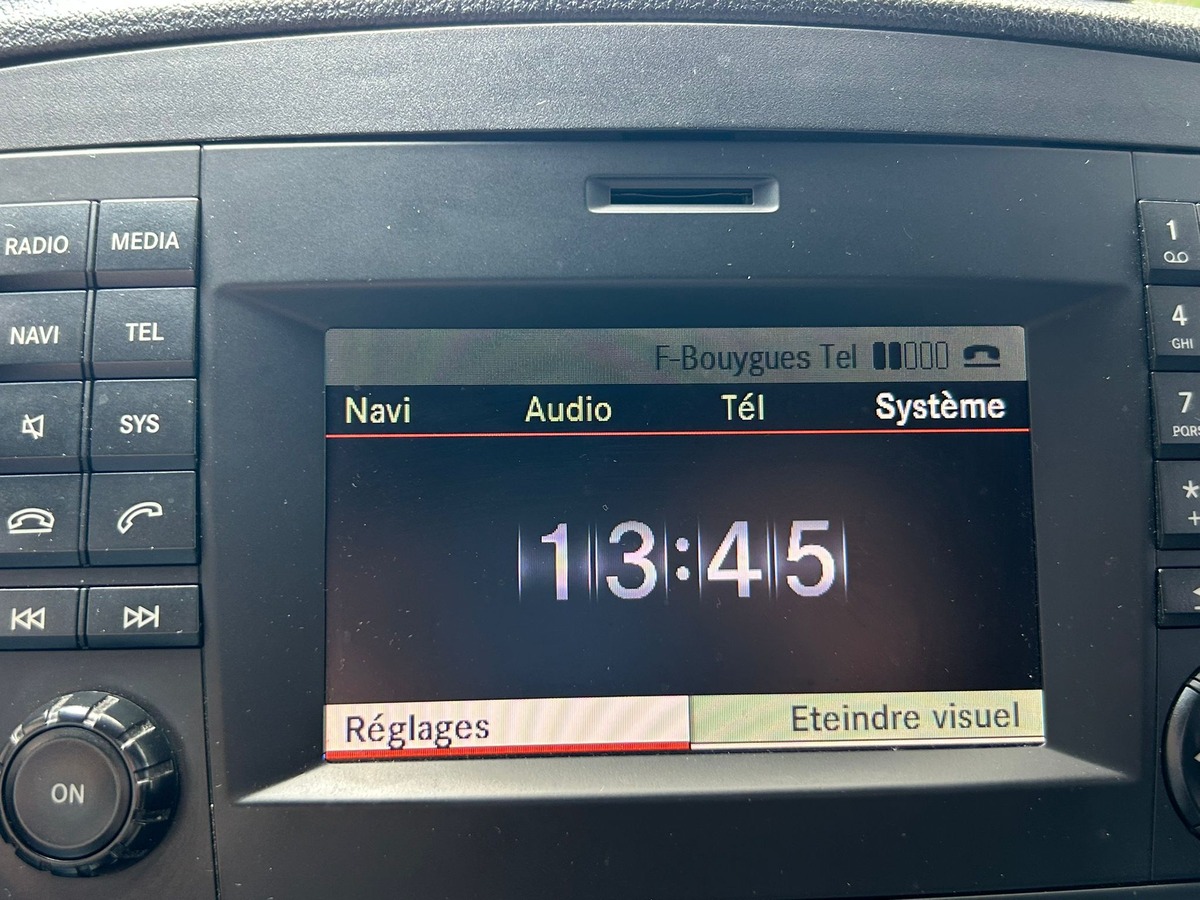 F-Bouygues Tel
Navi Audio Tél Système
13:45
Réglages Eteindre visuel
RADIO MEDIA
NAVI TEL
SYS
ON
1
4
GHI
7
PQRS
*
+